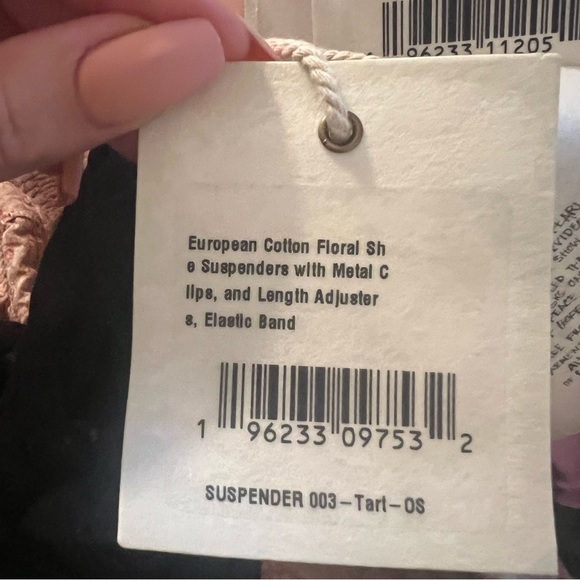 96233 11205
European Cotton Floral Sh
e Suspenders with Metal C
lips, and Length Adjuster
s, Elastic Band
1 96233 09753 2
SUSPENDER 003-Tart-OS